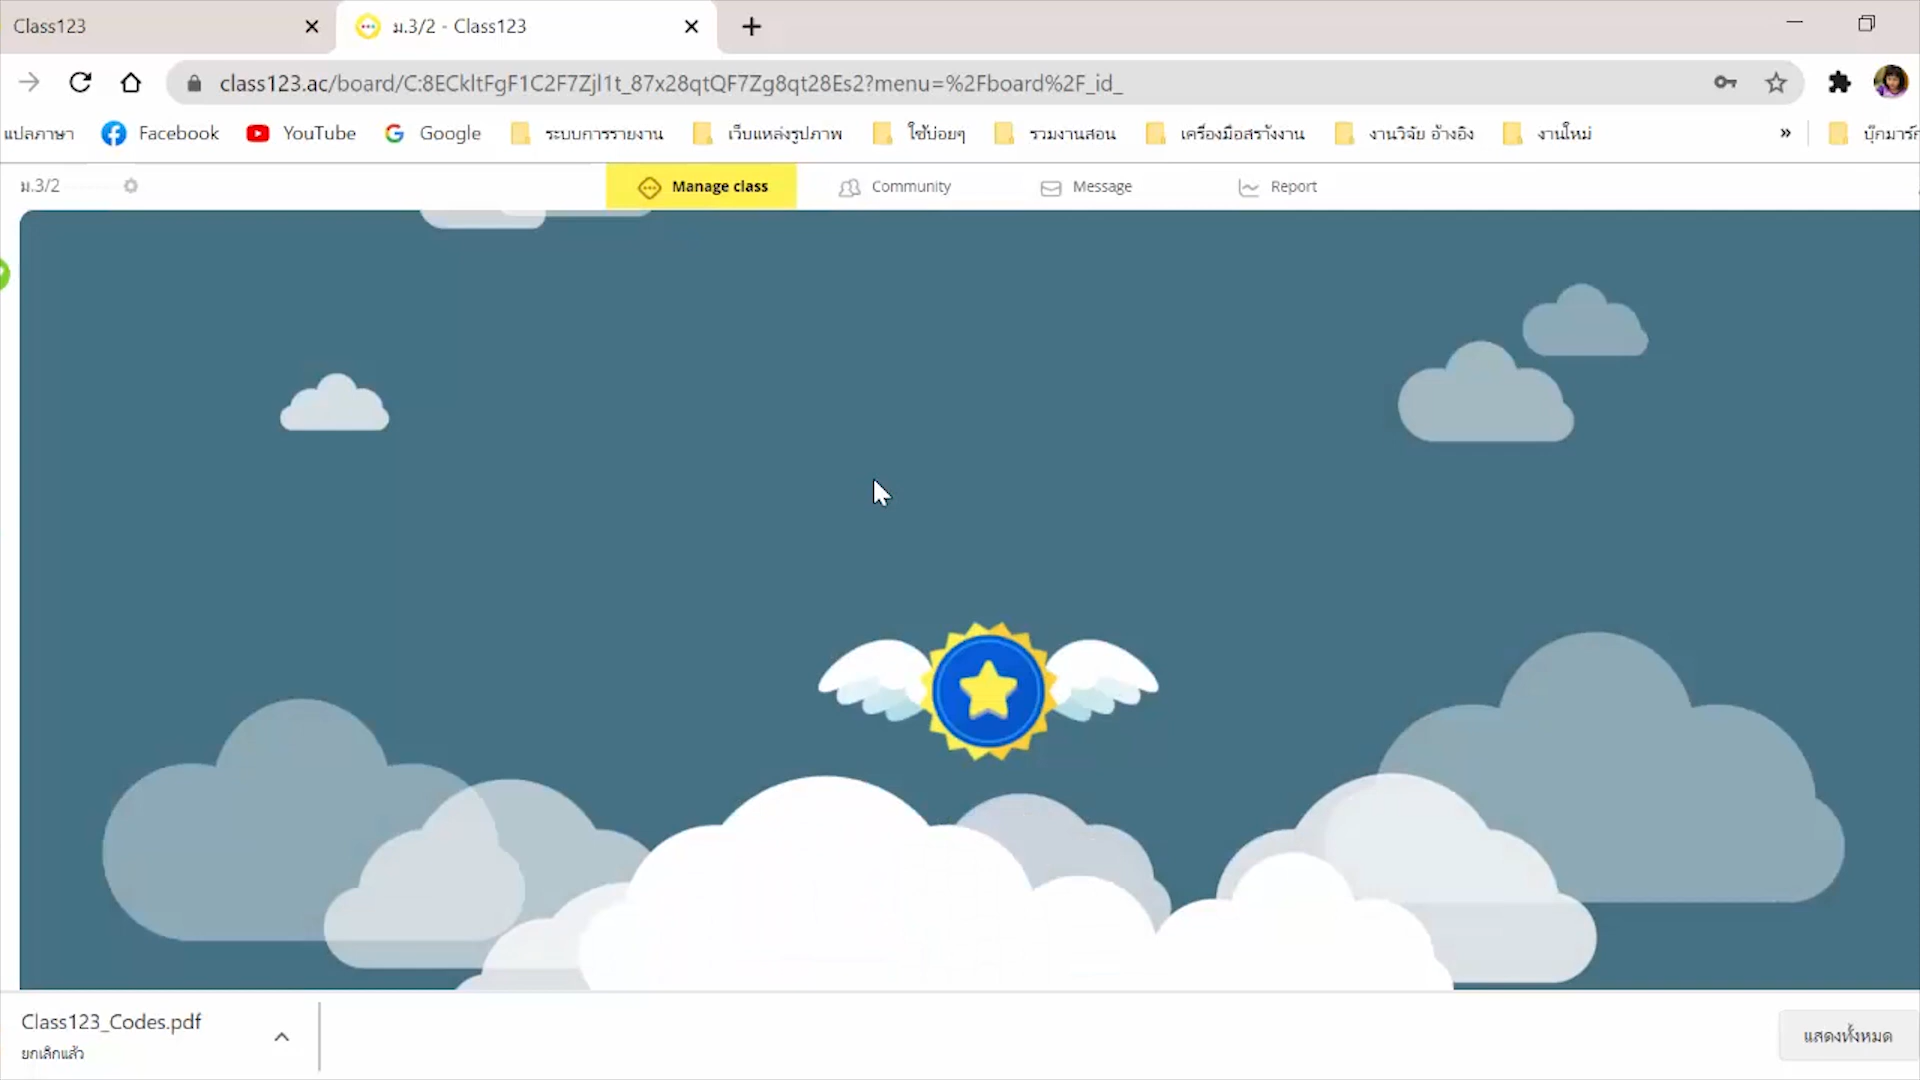 Class123
ม.3/2 - Class123
class123.ac/board/C:8ECkltFgF1C2F7Zjl1t_87x28qtQF7Zg8qt28Es2?menu=%2Fboard%2F_id_
แปลภาษา Facebook YouTube Google ระบบการรายงาน เว็บแหล่งรูปภาพ ใช้บ่อยๆ รวมงานสอน เครื่องมือสร้างงาน งานวิจัย อ้างอิง งานใหม่ » บุ๊กมาร์ก
ม.3/2 Manage class Community Message Report
Class123_Codes.pdf
ยกเลิกแล้ว
แสดงทั้งหมด